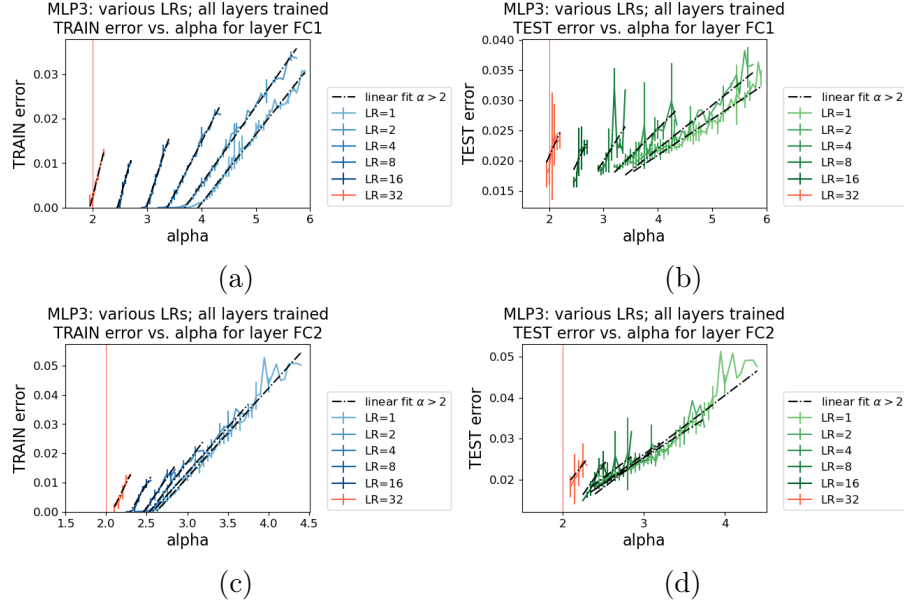 MLP3: various LRs; all layers trained
TRAIN error vs. alpha for layer FC1
TRAIN error
0.03
0.02
0.01
0.00
2
3
4
5
6
alpha
linear fit α > 2
LR=1
LR=2
LR=4
LR=8
LR=16
LR=32
(a)
MLP3: various LRs; all layers trained
TEST error vs. alpha for layer FC1
TEST error
0.040
0.035
0.030
0.025
0.020
0.015
2
3
4
5
6
alpha
linear fit α > 2
LR=1
LR=2
LR=4
LR=8
LR=16
LR=32
(b)
MLP3: various LRs; all layers trained
TRAIN error vs. alpha for layer FC2
TRAIN error
0.05
0.04
0.03
0.02
0.01
0.00
1.5
2.0
2.5
3.0
3.5
4.0
4.5
alpha
linear fit α > 2
LR=1
LR=2
LR=4
LR=8
LR=16
LR=32
(c)
MLP3: various LRs; all layers trained
TEST error vs. alpha for layer FC2
TEST error
0.05
0.04
0.03
0.02
2
3
4
alpha
linear fit α > 2
LR=1
LR=2
LR=4
LR=8
LR=16
LR=32
(d)